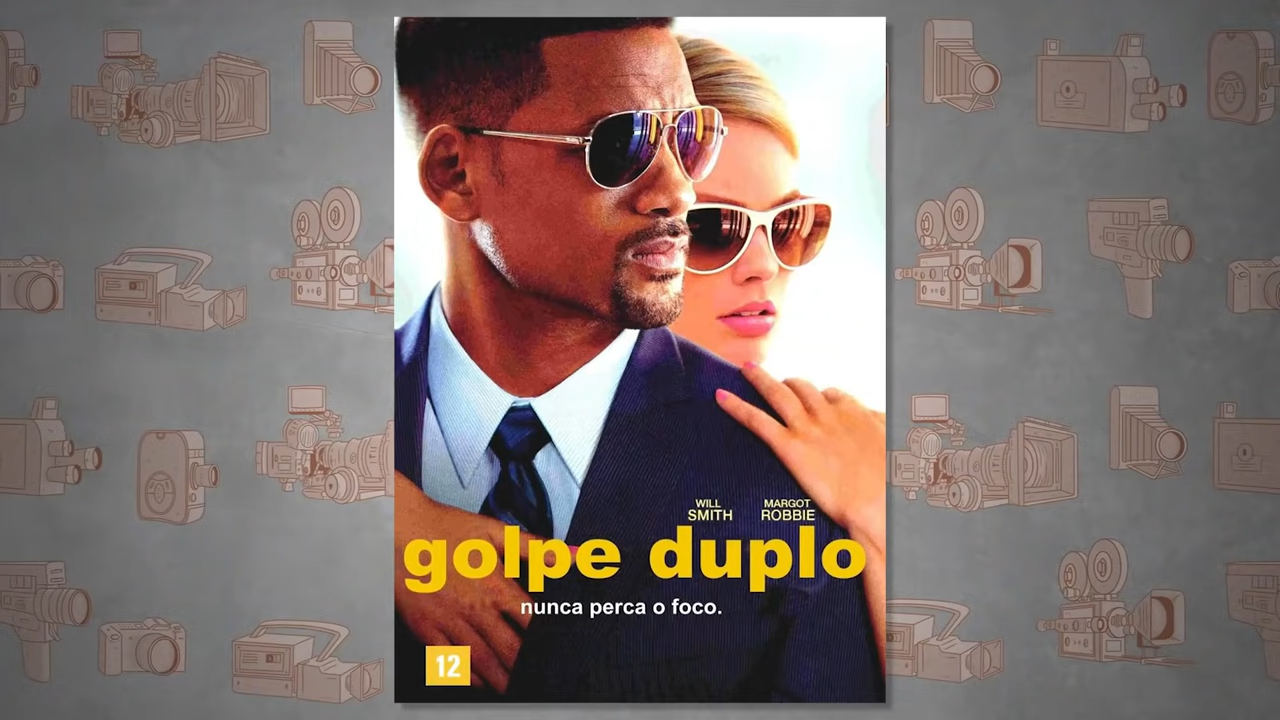 WILL SMITH
MARGOT ROBBIE
golpe duplo
nunca perca o foco.
12